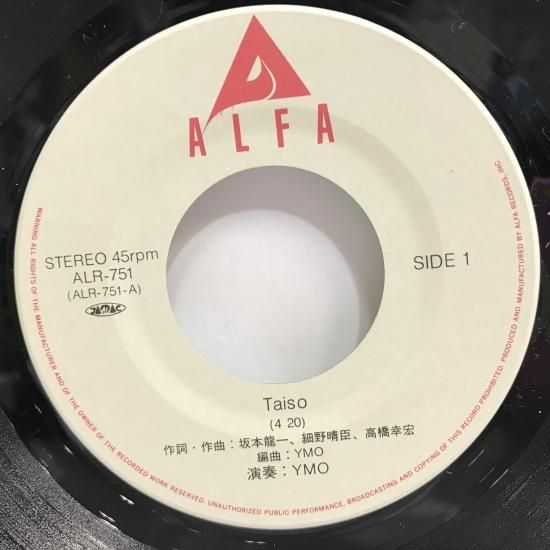 ALFA
STEREO 45rpm
ALR-751
(ALR-751-A)
JASRAC
SIDE 1
Taiso
(4 20)
作詞・作曲:坂本龍一、細野晴臣、高橋幸宏
編曲:YMO
演奏:YMO
WARNING ALL RIGHTS OF THE MANUFACTURER AND OF THE OWNER OF THE RECORDED WORK RESERVED. UNAUTHORIZED PUBLIC PERFORMANCE, BROADCASTING AND COPYING OF THIS RECORD PROHIBITED. PRODUCED AND MANUFACTURED BY ALFA RECORDS, INC.